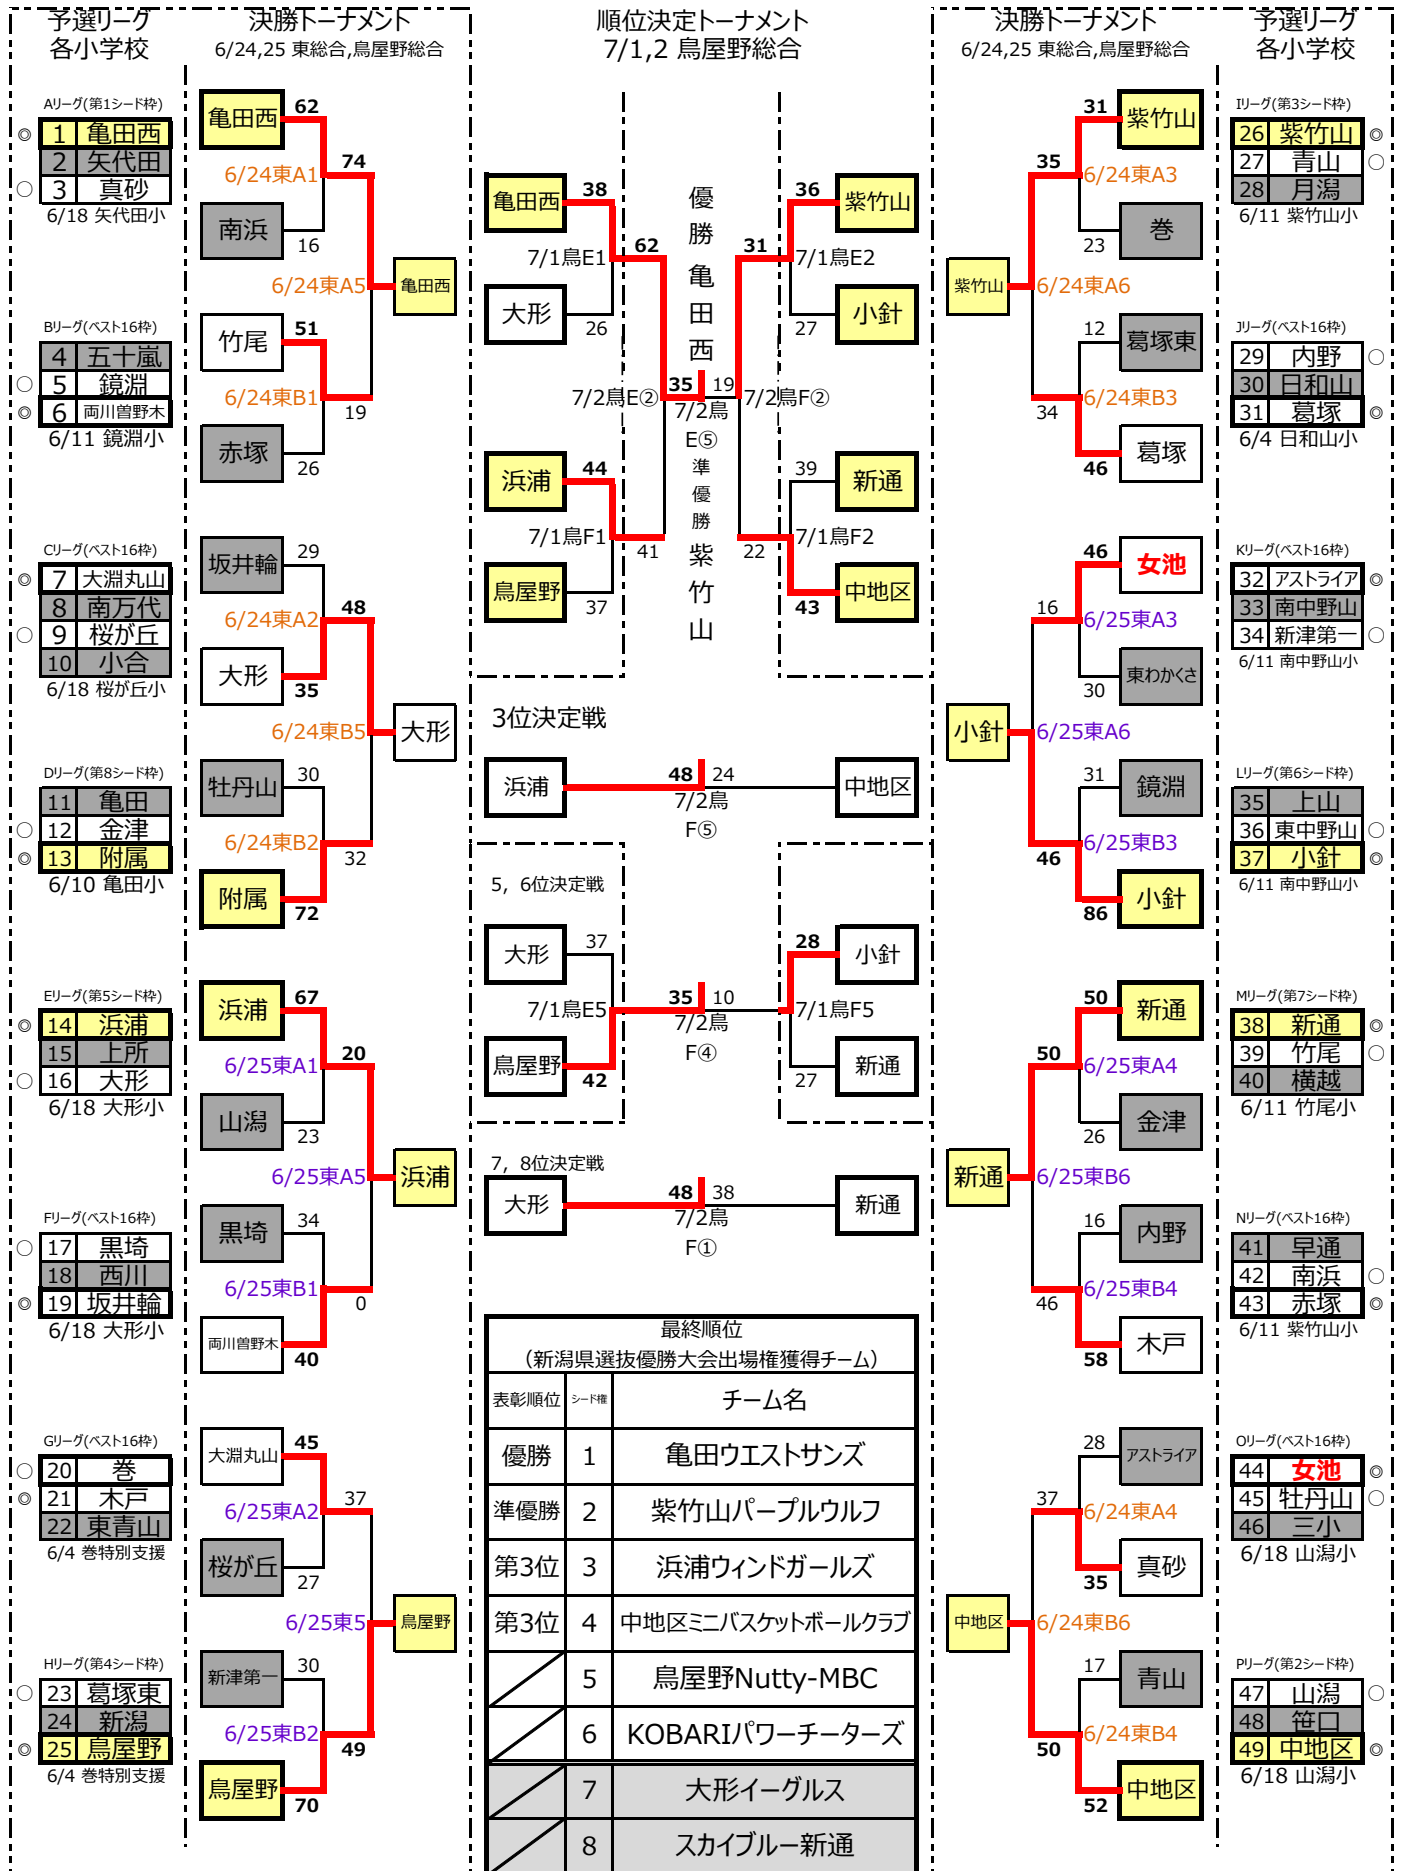 予選リーグ
各小学校
決勝トーナメント
6/24,25 東総合,鳥屋野総合
順位決定トーナメント
7/1,2 鳥屋野総合
決勝トーナメント
6/24,25 東総合,鳥屋野総合
予選リーグ
各小学校
Aリーグ(第1シード枠)
◎ 1 亀田西
2 矢代田
○ 3 真砂
6/18 矢代田小
Bリーグ(ベスト16枠)
4 五十嵐
○ 5 鏡淵
◎ 6 両川曽野木
6/11 鏡淵小
Cリーグ(ベスト16枠)
◎ 7 大淵丸山
8 南万代
○ 9 桜が丘
10 小合
6/18 桜が丘小
Dリーグ(第8シード枠)
11 亀田
○ 12 金津
◎ 13 附属
6/10 亀田小
Eリーグ(第5シード枠)
◎ 14 浜浦
15 上所
○ 16 大形
6/18 大形小
Fリーグ(ベスト16枠)
○ 17 黒埼
18 西川
◎ 19 坂井輪
6/18 大形小
Gリーグ(ベスト16枠)
○ 20 巻
◎ 21 木戸
22 東青山
6/4 巻特別支援
Hリーグ(第4シード枠)
○ 23 葛塚東
24 新潟
◎ 25 鳥屋野
6/4 巻特別支援
亀田西 62
6/24東A1 74
南浜 16
6/24東A5 亀田西
竹尾 51
6/24東B1 19
赤塚 26
坂井輪 29
6/24東A2 48
大形 35
6/24東B5 大形
牡丹山 30
6/24東B2 32
附属 72
浜浦 67
6/25東A1 20
山潟 23
6/25東A5 浜浦
黒埼 34
6/25東B1 0
両川曽野木 40
大淵丸山 45
6/25東A2 37
桜が丘 27
6/25東5 鳥屋野
新津第一 30
6/25東B2 49
鳥屋野 70
亀田西 38
7/1鳥E1 62
大形 26
7/2鳥E②
浜浦 44
7/1鳥F1 41
鳥屋野 37
優勝 亀田西
35 19
7/2鳥
E⑤
準優勝 紫竹山
36 紫竹山
31 7/1鳥E2
27 小針
7/2鳥F②
39 新通
22 7/1鳥F2
43 中地区
3位決定戦
浜浦 48 24 中地区
7/2鳥
F⑤
5, 6位決定戦
大形 37
7/1鳥E5
鳥屋野 42
35 10
7/2鳥
F④
28 小針
7/1鳥F5
27 新通
7, 8位決定戦
大形 48 38 新通
7/2鳥
F①
最終順位
（新潟県選抜優勝大会出場権獲得チーム）
表彰順位 シード権 チーム名
優勝 1 亀田ウエストサンズ
準優勝 2 紫竹山パープルウルフ
第3位 3 浜浦ウィンドガールズ
第3位 4 中地区ミニバスケットボールクラブ
5 鳥屋野Nutty-MBC
6 KOBARIパワーチーターズ
7 大形イーグルス
8 スカイブルー新通
31 紫竹山
35 6/24東A3
23 巻
紫竹山 6/24東A6
12 葛塚東
34 6/24東B3
46 葛塚
46 女池
16 6/25東A3
30 東わかくさ
小針 6/25東A6
31 鏡淵
46 6/25東B3
86 小針
50 新通
50 6/25東A4
26 金津
新通 6/25東B6
16 内野
46 6/25東B4
58 木戸
28 アストライア
37 6/24東A4
35 真砂
中地区 6/24東B6
17 青山
50 6/24東B4
52 中地区
Iリーグ(第3シード枠)
26 紫竹山 ◎
27 青山 ○
28 月潟
6/11 紫竹山小
Jリーグ(ベスト16枠)
29 内野 ○
30 日和山
31 葛塚 ◎
6/4 日和山小
Kリーグ(ベスト16枠)
32 アストライア ◎
33 南中野山
34 新津第一 ○
6/11 南中野山小
Lリーグ(第6シード枠)
35 上山
36 東中野山 ○
37 小針 ◎
6/11 南中野山小
Mリーグ(第7シード枠)
38 新通 ◎
39 竹尾 ○
40 横越
6/11 竹尾小
Nリーグ(ベスト16枠)
41 早通
42 南浜 ○
43 赤塚 ◎
6/11 紫竹山小
Oリーグ(ベスト16枠)
44 女池 ◎
45 牡丹山 ○
46 三小
6/18 山潟小
Pリーグ(第2シード枠)
47 山潟 ○
48 笹口
49 中地区 ◎
6/18 山潟小